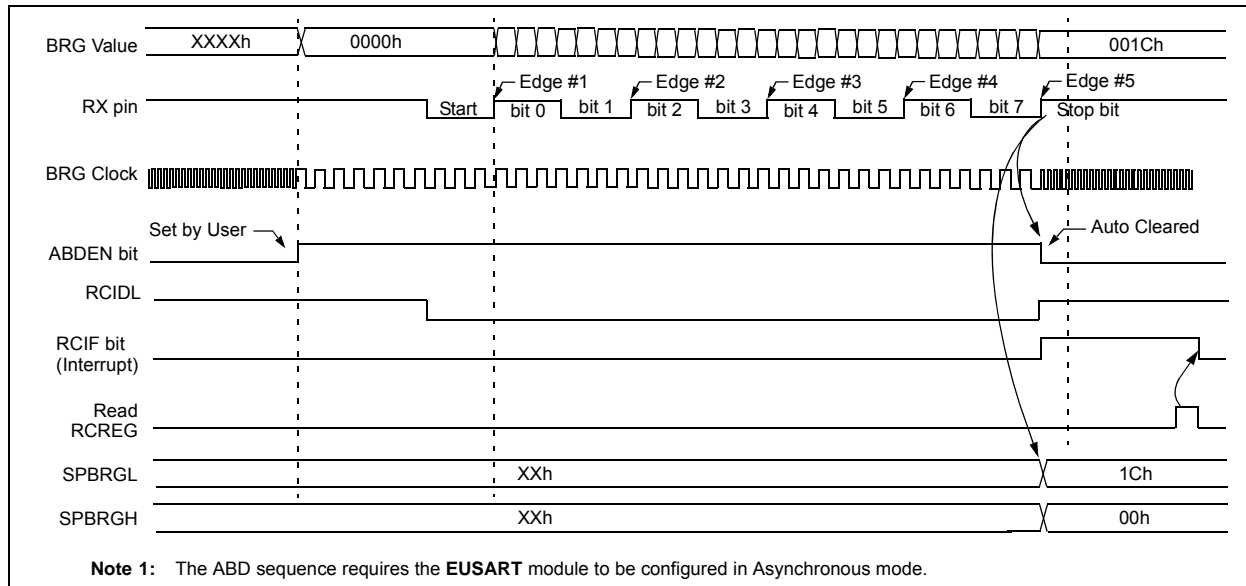 BRG Value XXXXh 0000h 001Ch
Edge #1 Edge #2 Edge #3 Edge #4 Edge #5
RX pin Start bit 0 bit 1 bit 2 bit 3 bit 4 bit 5 bit 6 bit 7 Stop bit
BRG Clock
Set by User Auto Cleared
ABDEN bit
RCIDL
RCIF bit
(Interrupt)
Read
RCREG
SPBRGL XXh 1Ch
SPBRGH XXh 00h
Note 1: The ABD sequence requires the EUSART module to be configured in Asynchronous mode.